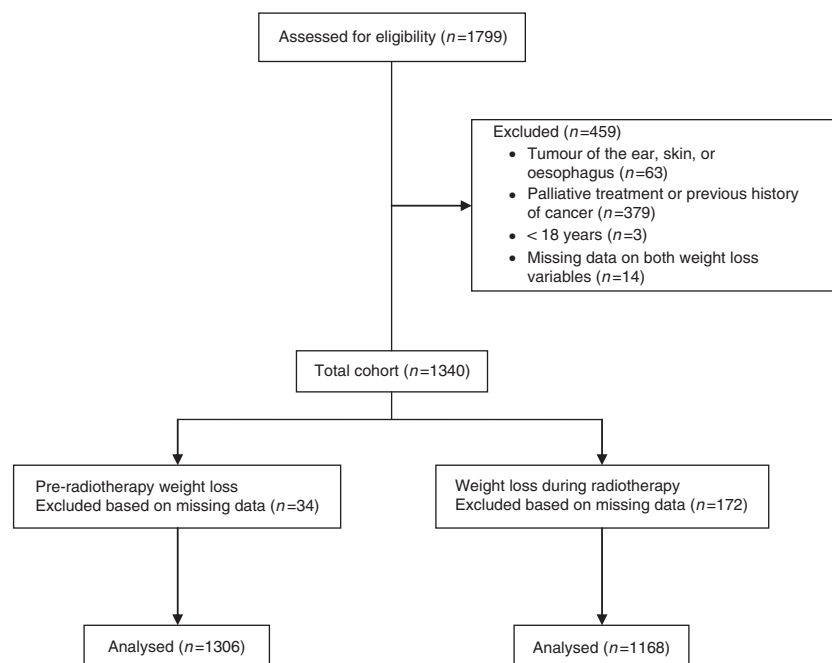 Assessed for eligibility (n=1799)
Excluded (n=459)
• Tumour of the ear, skin, or
oesophagus (n=63)
• Palliative treatment or previous history
of cancer (n=379)
• < 18 years (n=3)
• Missing data on both weight loss
variables (n=14)
Total cohort (n=1340)
Pre-radiotherapy weight loss
Excluded based on missing data (n=34)
Weight loss during radiotherapy
Excluded based on missing data (n=172)
Analysed (n=1306)
Analysed (n=1168)